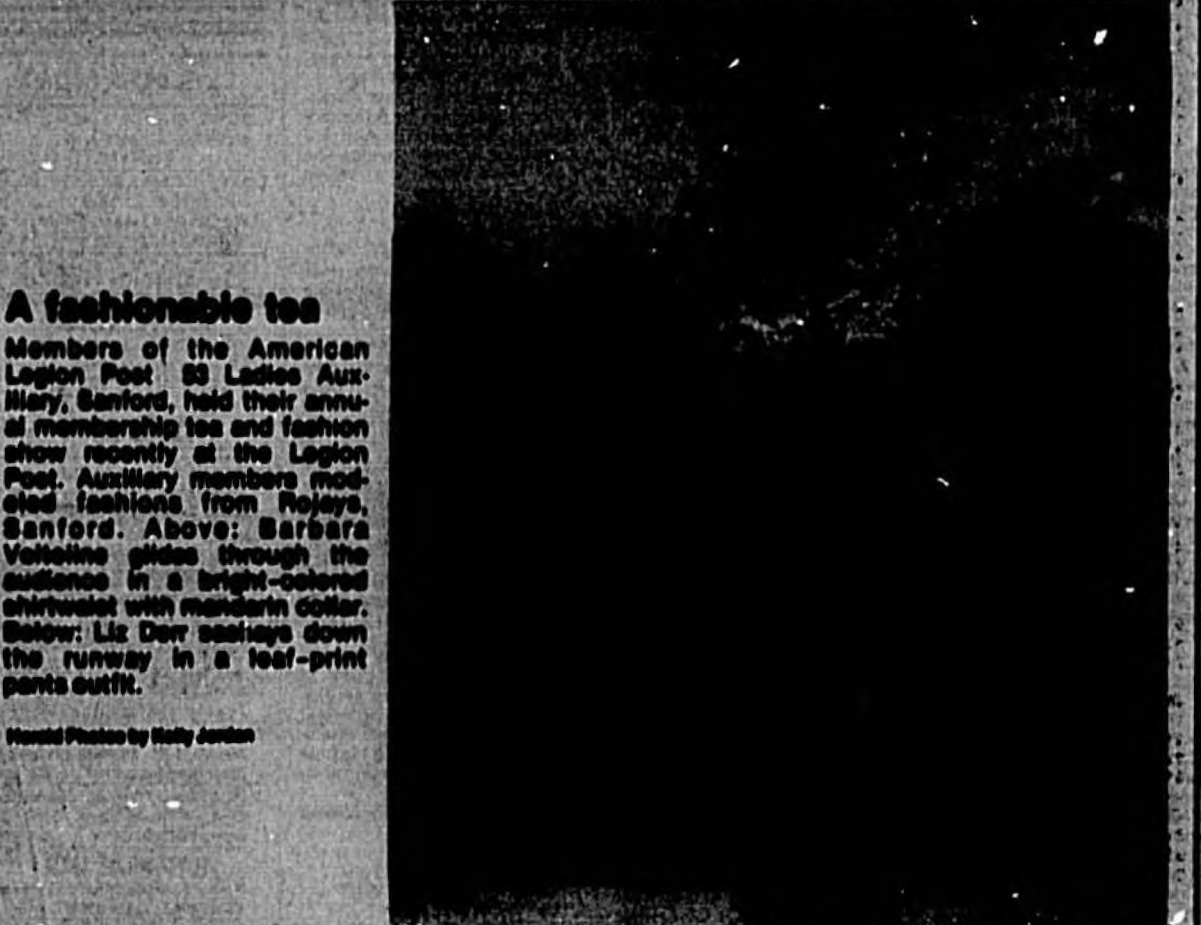 A fashionable tea
Members of the American
Legion Post 53 Ladies Aux-
iliary, Sanford, held their annu-
al membership tea and fashion
show recently at the Legion
Post. Auxiliary members mod-
eled fashions from Rojays,
Sanford. Above: Barbara
glides through the
audience in a bright-colored
shirtwaist with mandarin collar.
Below: Liz Derr sashays down
the runway in a leaf-print
pants outfit.
Herald Photos by Kelly Jordan